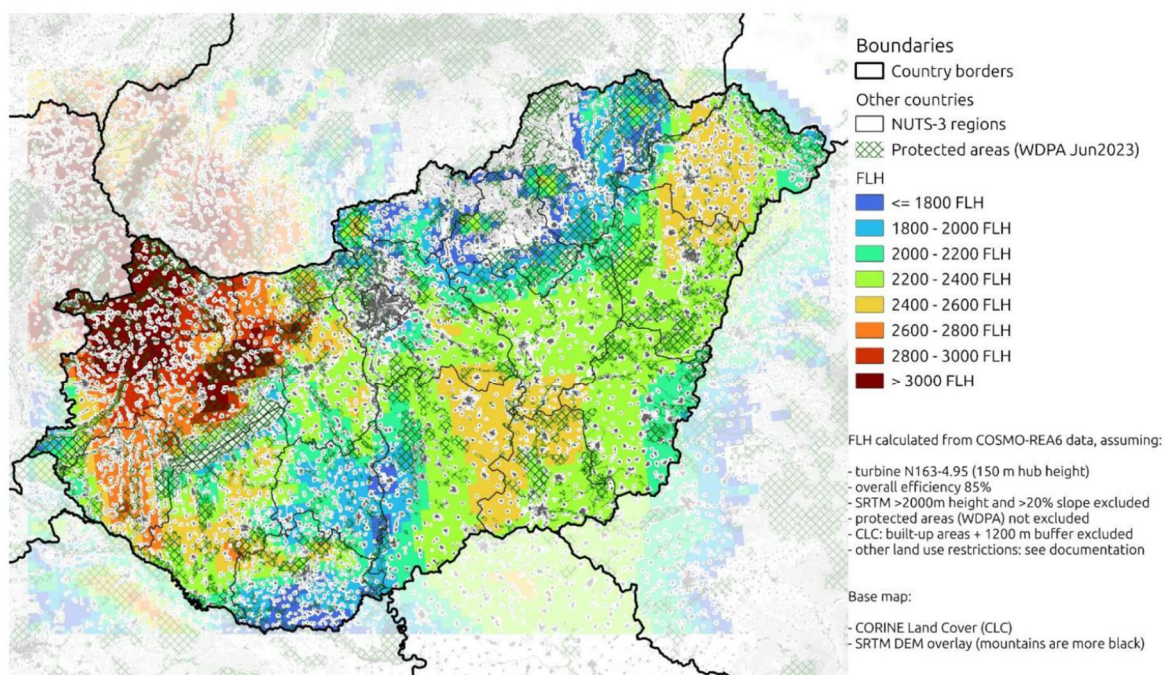 Boundaries
Country borders
Other countries
NUTS-3 regions
Protected areas (WDPA Jun2023)
FLH
<= 1800 FLH
1800 - 2000 FLH
2000 - 2200 FLH
2200 - 2400 FLH
2400 - 2600 FLH
2600 - 2800 FLH
2800 - 3000 FLH
> 3000 FLH
FLH calculated from COSMO-REA6 data, assuming:
- turbine N163-4.95 (150 m hub height)
- overall efficiency 85%
- SRTM >2000m height and >20% slope excluded
- protected areas (WDPA) not excluded
- CLC: built-up areas + 1200 m buffer excluded
- other land use restrictions: see documentation
Base map:
- CORINE Land Cover (CLC)
- SRTM DEM overlay (mountains are more black)